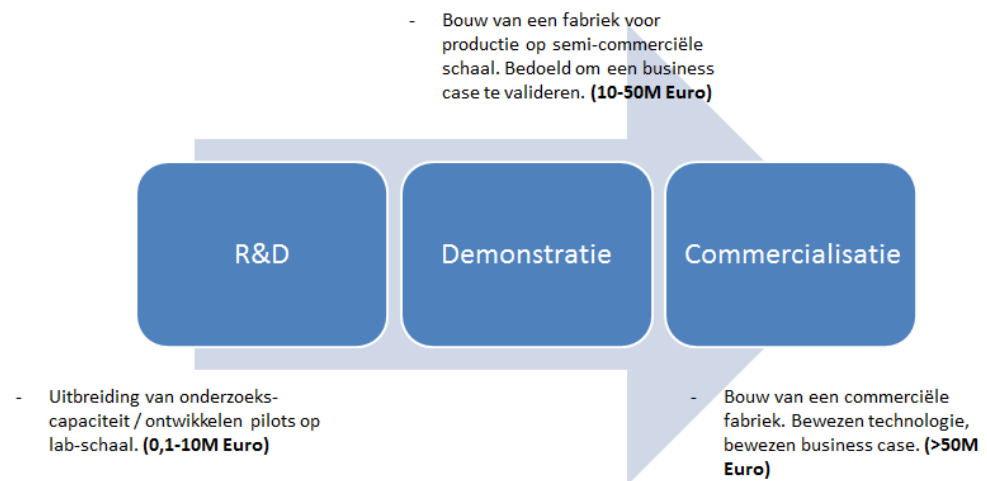 - Bouw van een fabriek voor
productie op semi-commerciële
schaal. Bedoeld om een business
case te valideren. (10-50M Euro)
R&D
Demonstratie
Commercialisatie
- Uitbreiding van onderzoeks-
capaciteit / ontwikkelen pilots op
lab-schaal. (0,1-10M Euro)
- Bouw van een commerciële
fabriek. Bewezen technologie,
bewezen business case. (>50M
Euro)